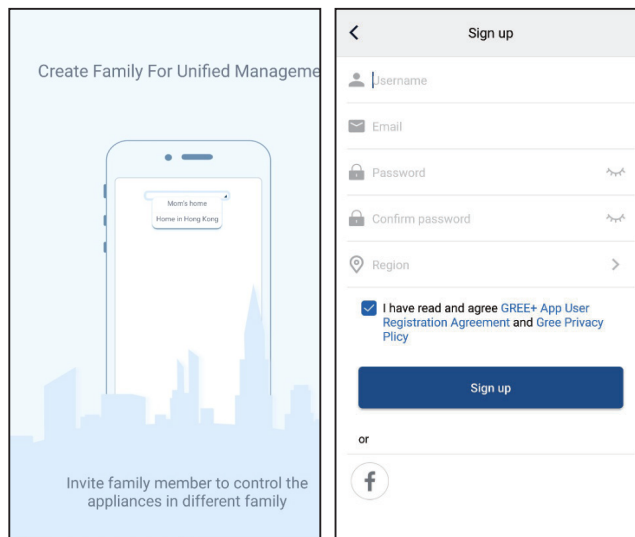 Create Family For Unified Manageme
Mom's home
Home in Hong Kong
Invite family member to control the
appliances in different family
Sign up
Username
Email
Password
Confirm password
Region
I have read and agree GREE+ App User
Registration Agreement and Gree Privacy
Plicy
Sign up
or